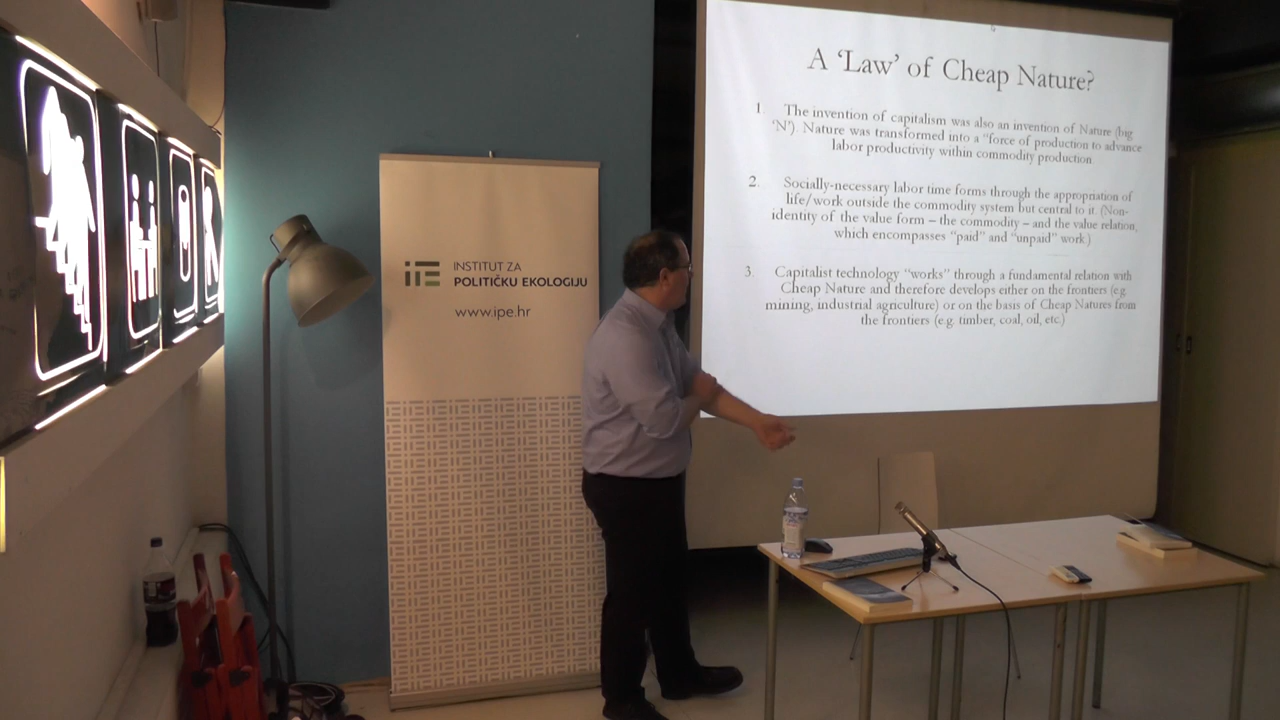 A 'Law' of Cheap Nature?
1. The invention of capitalism was also an invention of Nature (big
'N'). Nature was transformed into a "force of production to advance
labor productivity within commodity production
2. Socially-necessary labor time forms through the appropriation of
life/work outside the commodity system but central to it. (Non-
identity of the value form – the commodity – and the value relation,
which encompasses "paid" and "unpaid" work.)
3. Capitalist technology "works" through a fundamental relation with
Cheap Nature and therefore develops either on the frontiers (e.g.
mining, industrial agriculture) or on the basis of Cheap Natures from
the frontiers (e.g. timber, coal, oil, etc.)
INSTITUT ZA
POLITIČKU EKOLOGIJU
www.ipe.hr